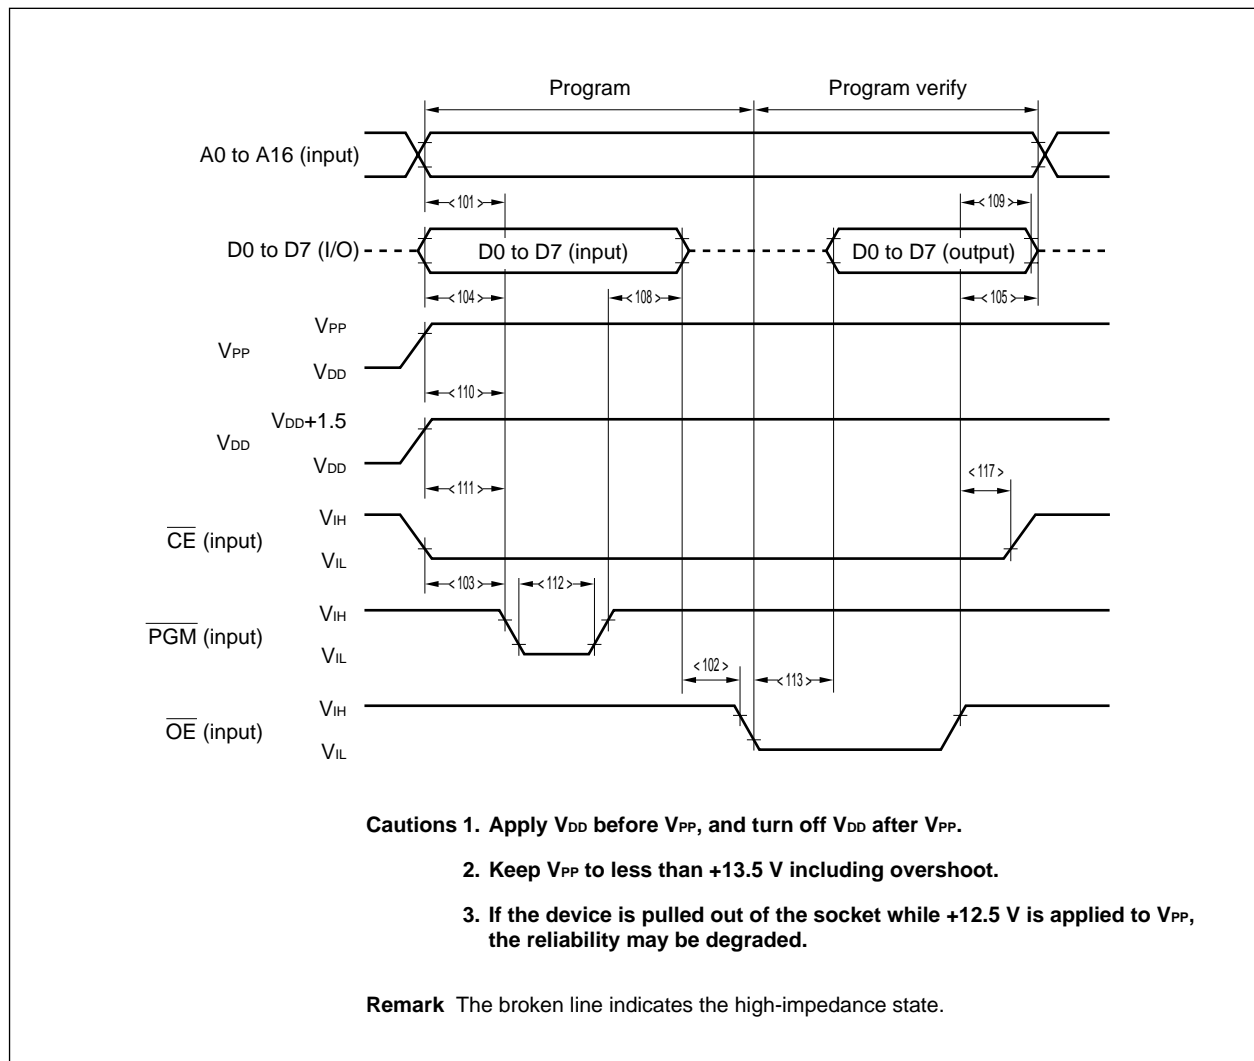 Program Program verify
A0 to A16 (input)
< 101 > < 109 >
D0 to D7 (I/O) D0 to D7 (input) D0 to D7 (output)
< 104 > < 108 > < 105 >
VPP
VPP
VDD
< 110 >
VDD+1.5
VDD
VDD
< 117 >
< 111 >
VIH
CE (input)
VIL
< 103 > < 112 >
VIH
PGM (input)
VIL
< 102 > < 113 >
VIH
OE (input)
VIL
Cautions 1. Apply VDD before VPP, and turn off VDD after VPP.
2. Keep VPP to less than +13.5 V including overshoot.
3. If the device is pulled out of the socket while +12.5 V is applied to VPP,
the reliability may be degraded.
Remark The broken line indicates the high-impedance state.